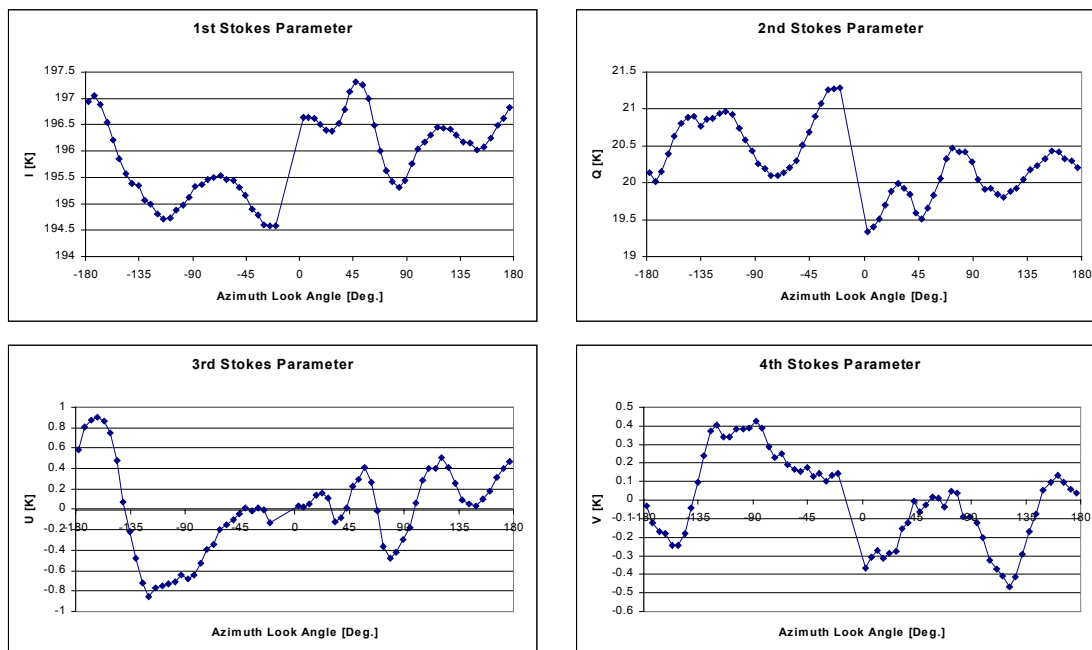 1st Stokes Parameter
197.5
197
196.5
196
195.5
195
194.5
194
I [K]
-180 -135 -90 -45 0 45 90 135 180
Azimuth Look Angle [Deg.]
2nd Stokes Parameter
21.5
21
20.5
20
19.5
19
Q [K]
-180 -135 -90 -45 0 45 90 135 180
Azimuth Look Angle [Deg.]
3rd Stokes Parameter
1
0.8
0.6
0.4
0.2
0
-0.2
-0.4
-0.6
-0.8
-1
U [K]
-180 -135 -90 -45 0 45 90 135 180
Azimuth Look Angle [Deg.]
4th Stokes Parameter
0.5
0.4
0.3
0.2
0.1
0
-0.1
-0.2
-0.3
-0.4
-0.5
-0.6
V [K]
-180 -135 -90 -45 0 45 90 135 180
Azimuth Look Angle [Deg.]